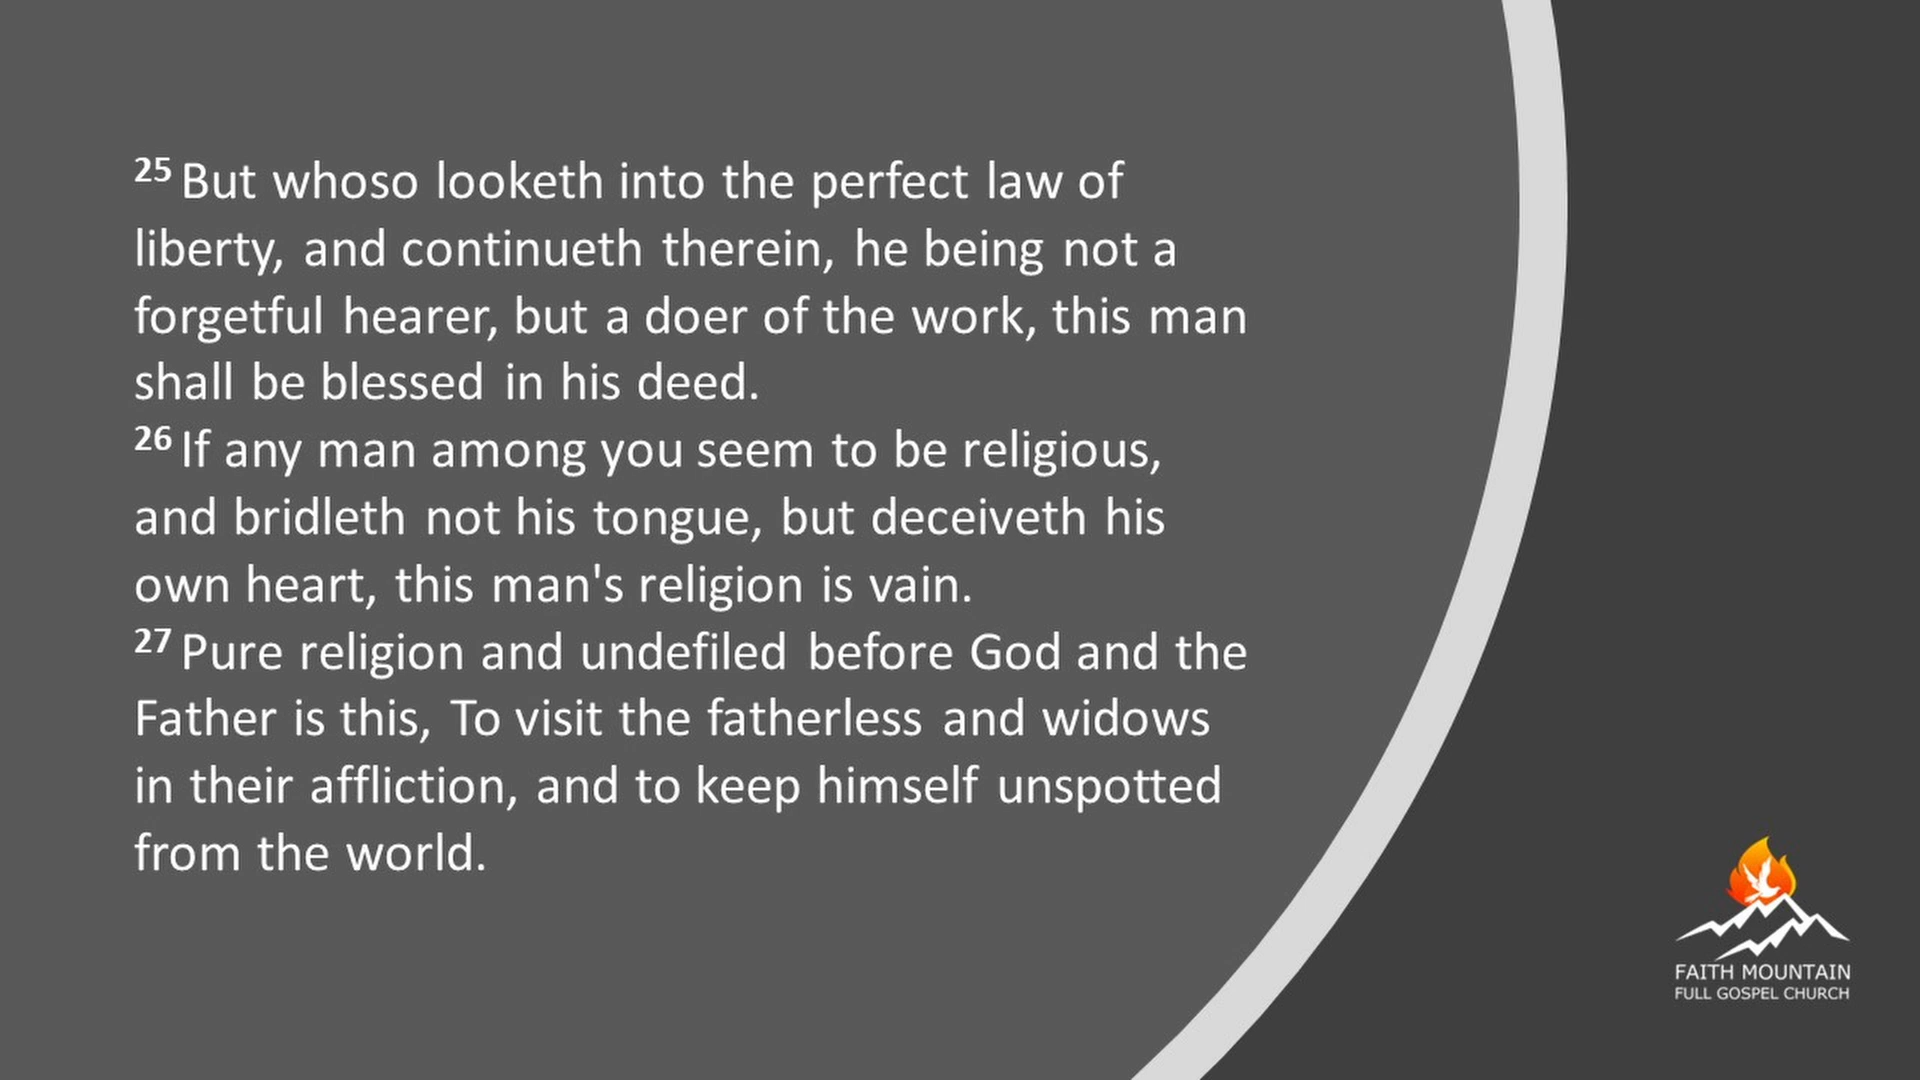 25 But whoso looketh into the perfect law of
liberty, and continueth therein, he being not a
forgetful hearer, but a doer of the work, this man
shall be blessed in his deed.
26 If any man among you seem to be religious,
and bridleth not his tongue, but deceiveth his
own heart, this man's religion is vain.
27 Pure religion and undefiled before God and the
Father is this, To visit the fatherless and widows
in their affliction, and to keep himself unspotted
from the world.
FAITH MOUNTAIN
FULL GOSPEL CHURCH